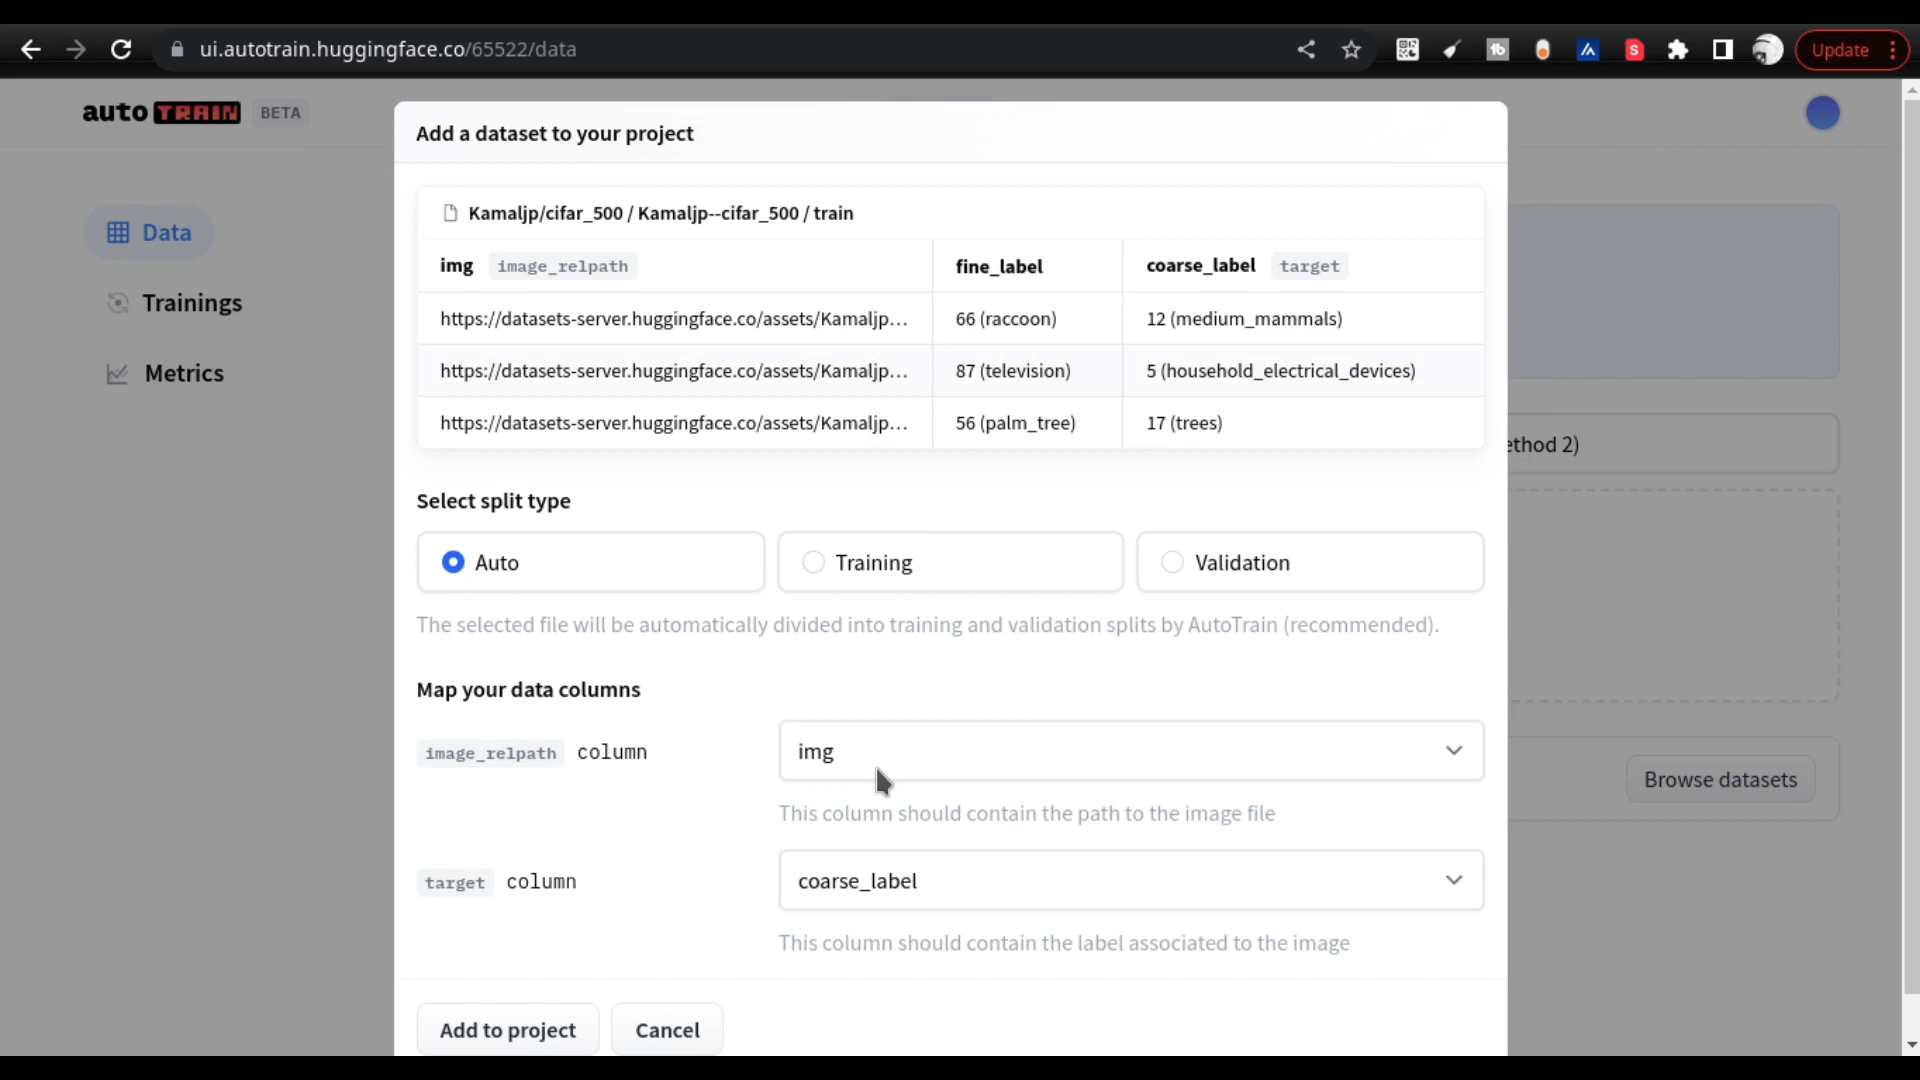 ui.autotrain.huggingface.co/65522/data
Update
auto TRAIN BETA
Add a dataset to your project
Data
Trainings
Metrics
Kamaljp/cifar_500 / Kamaljp--cifar_500 / train
img image_relpath fine_label coarse_label target
https://datasets-server.huggingface.co/assets/Kamaljp... 66 (raccoon) 12 (medium_mammals)
https://datasets-server.huggingface.co/assets/Kamaljp... 87 (television) 5 (household_electrical_devices)
https://datasets-server.huggingface.co/assets/Kamaljp... 56 (palm_tree) 17 (trees)
ethod 2)
Select split type
Auto Training Validation
The selected file will be automatically divided into training and validation splits by AutoTrain (recommended).
Map your data columns
image_relpath column img
This column should contain the path to the image file
Browse datasets
target column coarse_label
This column should contain the label associated to the image
Add to project Cancel